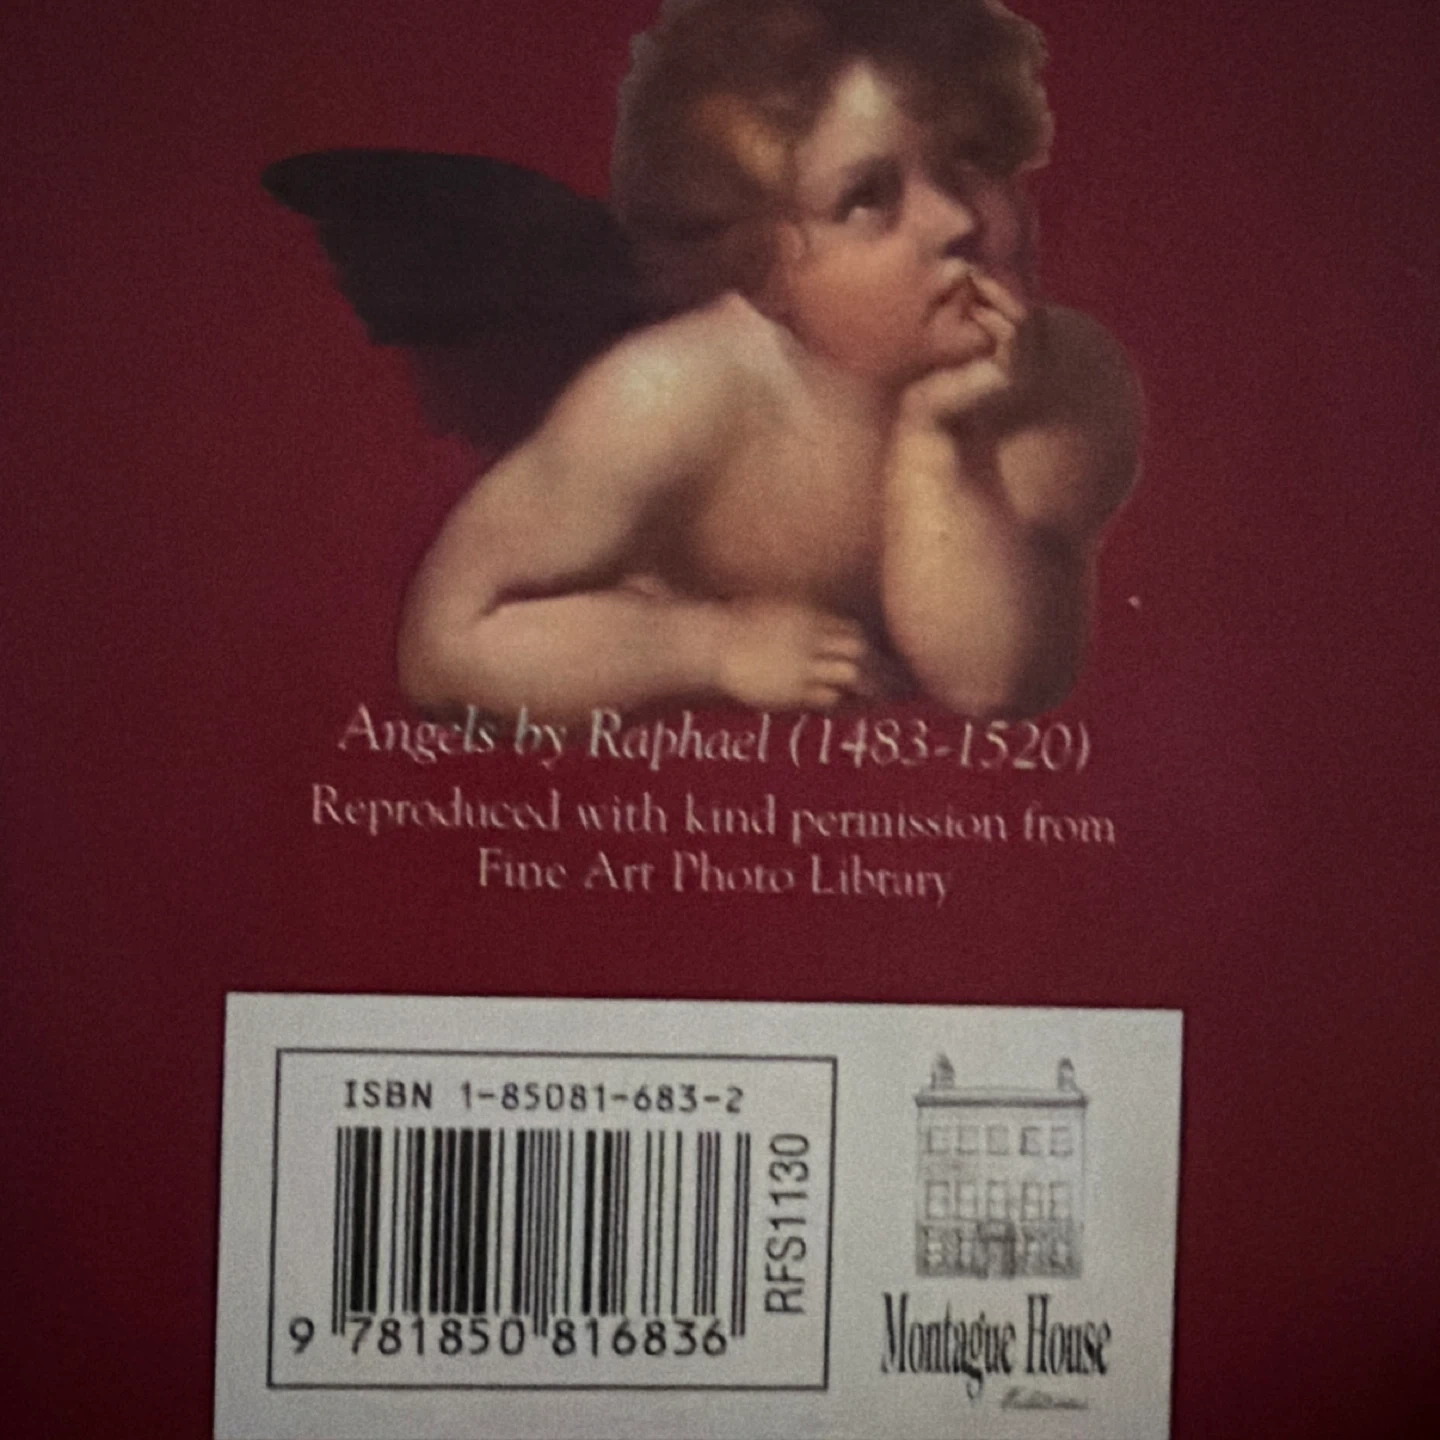 Angels by Raphael (1483-1520)
Reproduced with kind permission from
Fine Art Photo Library
ISBN 1-85081-683-2
RFS1130
9 781850 816836
Montague House
Editions